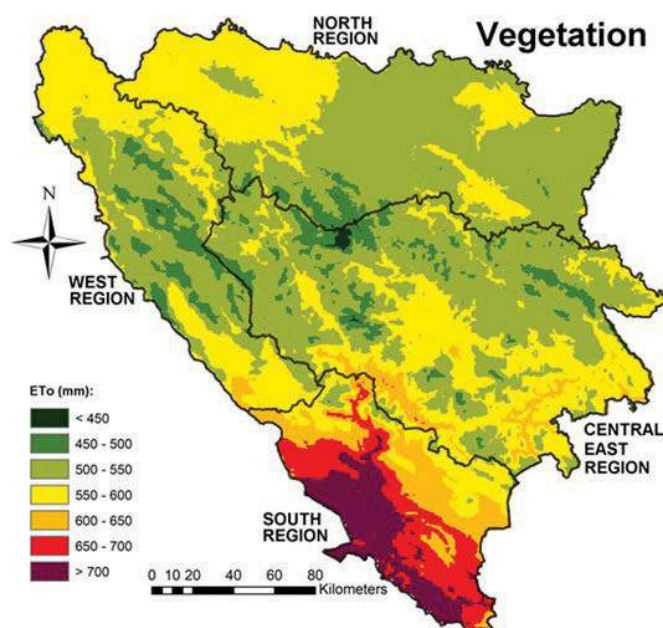 NORTH
REGION
Vegetation
N
WEST
REGION
ETo (mm):
< 450
450 - 500
500 - 550
550 - 600
600 - 650
650 - 700
> 700
CENTRAL
EAST
REGION
SOUTH
REGION
0 5 10 20 40 60 80
Kilometers